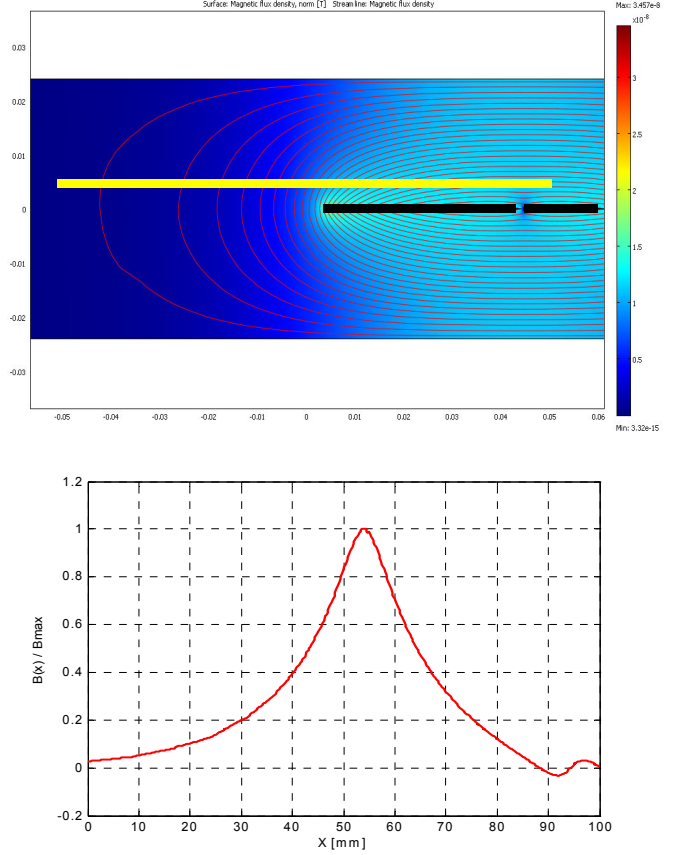 Surface: Magnetic flux density, norm [T] Streamline: Magnetic flux density
Max: 3.457e-8
x10⁻⁸
0.03
0.02
0.01
0
-0.01
-0.02
-0.03
-0.05 -0.04 -0.03 -0.02 -0.01 0 0.01 0.02 0.03 0.04 0.05 0.06
3
2.5
2
1.5
1
0.5
Min: 3.32e-15
1.2
1
0.8
0.6
0.4
0.2
0
-0.2
B(x) / Bmax
0 10 20 30 40 50 60 70 80 90 100
X [mm]